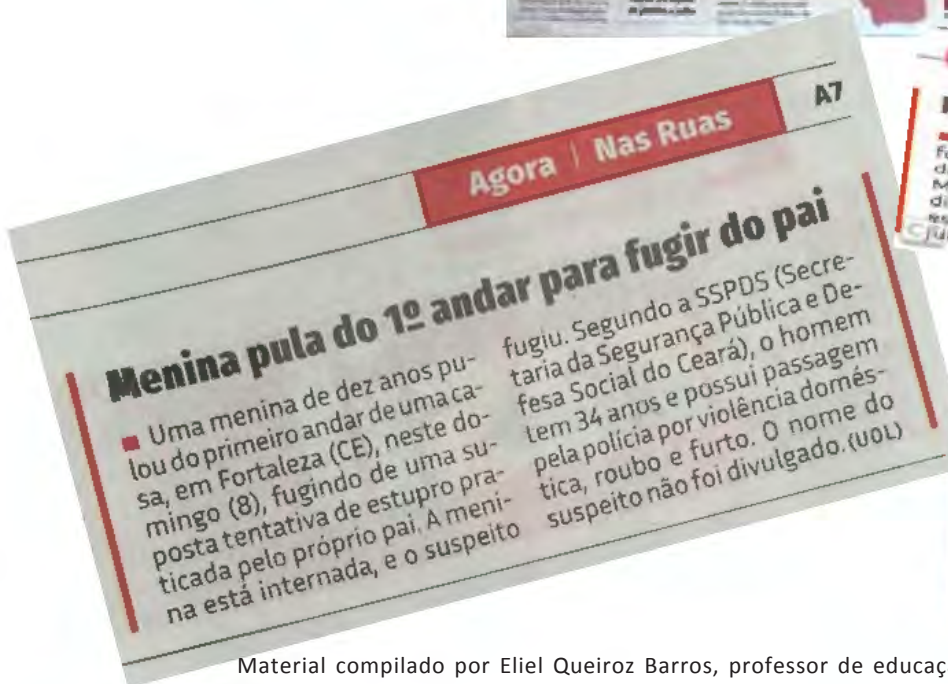 A7
Agora | Nas Ruas
Menina pula do 1º andar para fugir do pai
■ Uma menina de dez anos pu-
lou do primeiro andar de uma ca-
sa, em Fortaleza (CE), neste do-
mingo (8), fugindo de uma su-
posta tentativa de estupro pra-
ticada pelo próprio pai. A meni-
na está internada, e o suspeito
fugiu. Segundo a SSPDS (Secre-
taria da Segurança Pública e De-
fesa Social do Ceará), o homem
tem 34 anos e possui passagem
pela polícia por violência domés-
tica, roubo e furto. O nome do
suspeito não foi divulgado. (UOL)
Material compilado por Eliel Queiroz Barros, professor de educaç